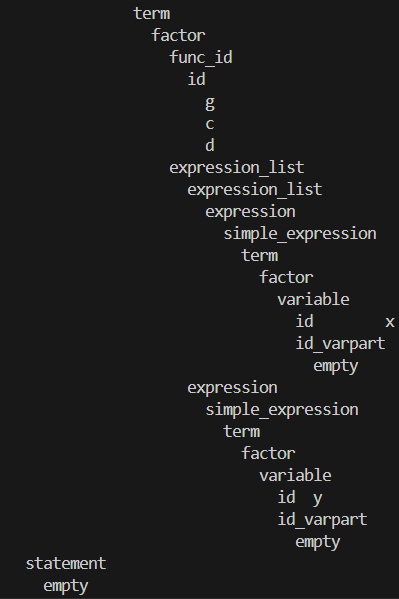 term
factor
func_id
id
g
c
d
expression_list
expression_list
expression
simple_expression
term
factor
variable
id x
id_varpart
empty
expression
simple_expression
term
factor
variable
id y
id_varpart
empty
statement
empty